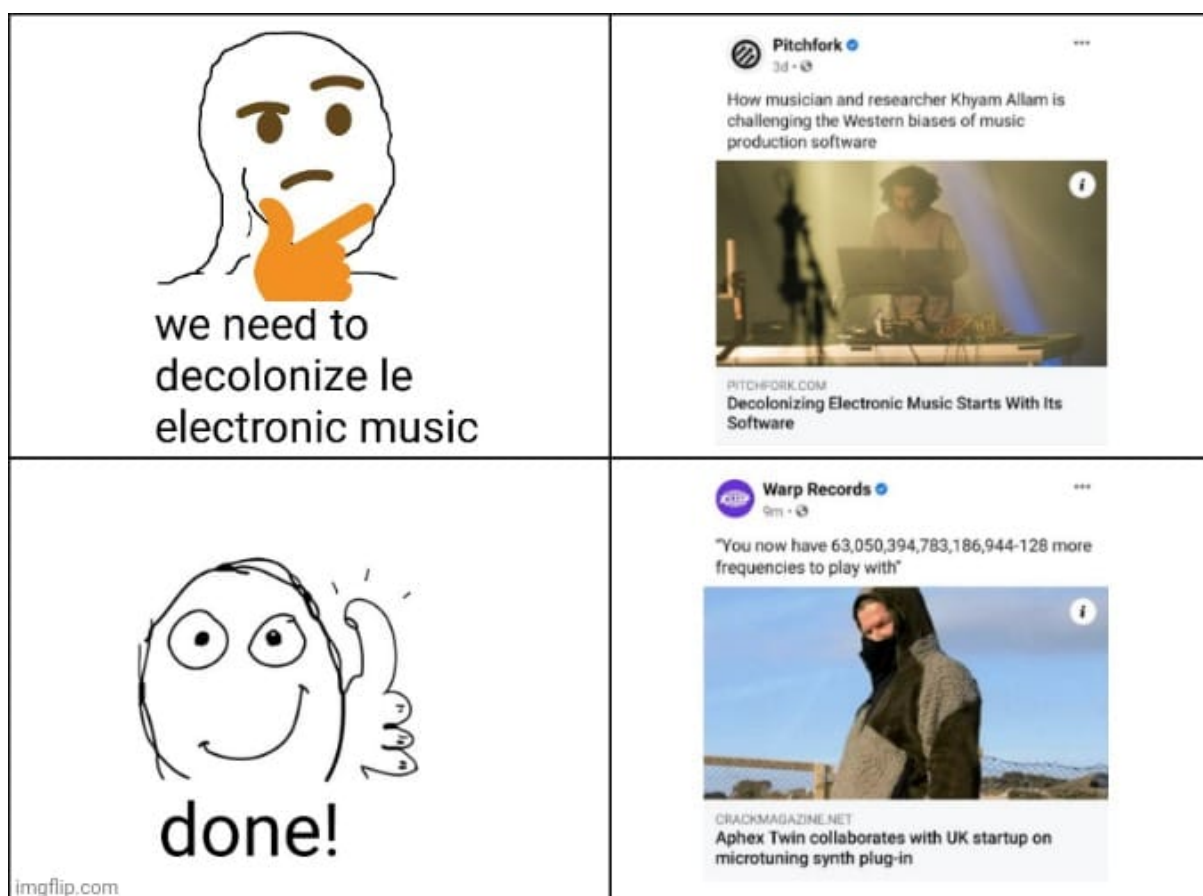 we need to
decolonize le
electronic music
Pitchfork
3d
How musician and researcher Khyam Allam is
challenging the Western biases of music
production software
i
PITCHFORK.COM
Decolonizing Electronic Music Starts With Its
Software
done!
Warp Records
9m
"You now have 63,050,394,783,186,944-128 more
frequencies to play with"
i
CRACKMAGAZINE.NET
Aphex Twin collaborates with UK startup on
microtuning synth plug-in
imgflip.com